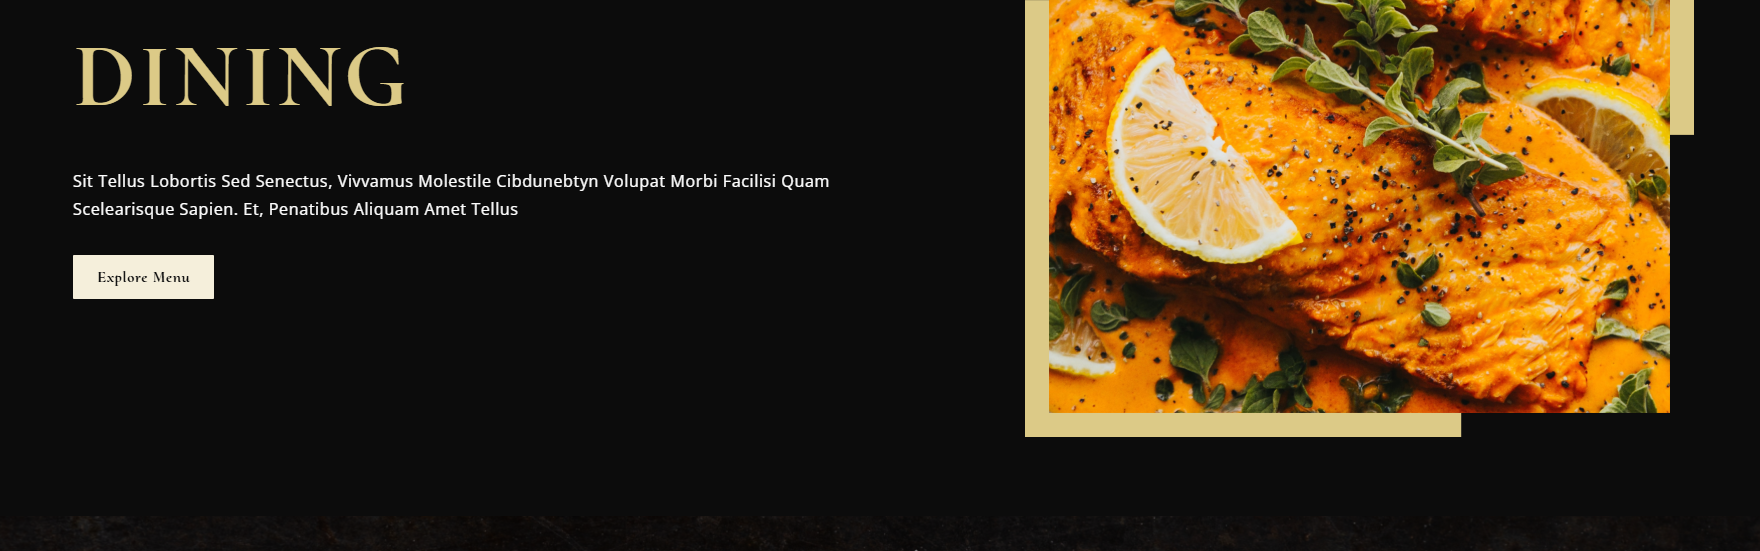 DINING
Sit Tellus Lobortis Sed Senectus, Vivvamus Molestile Cibdunebtyn Volupat Morbi Facilisi Quam
Scelearisque Sapien. Et, Penatibus Aliquam Amet Tellus
Explore Menu